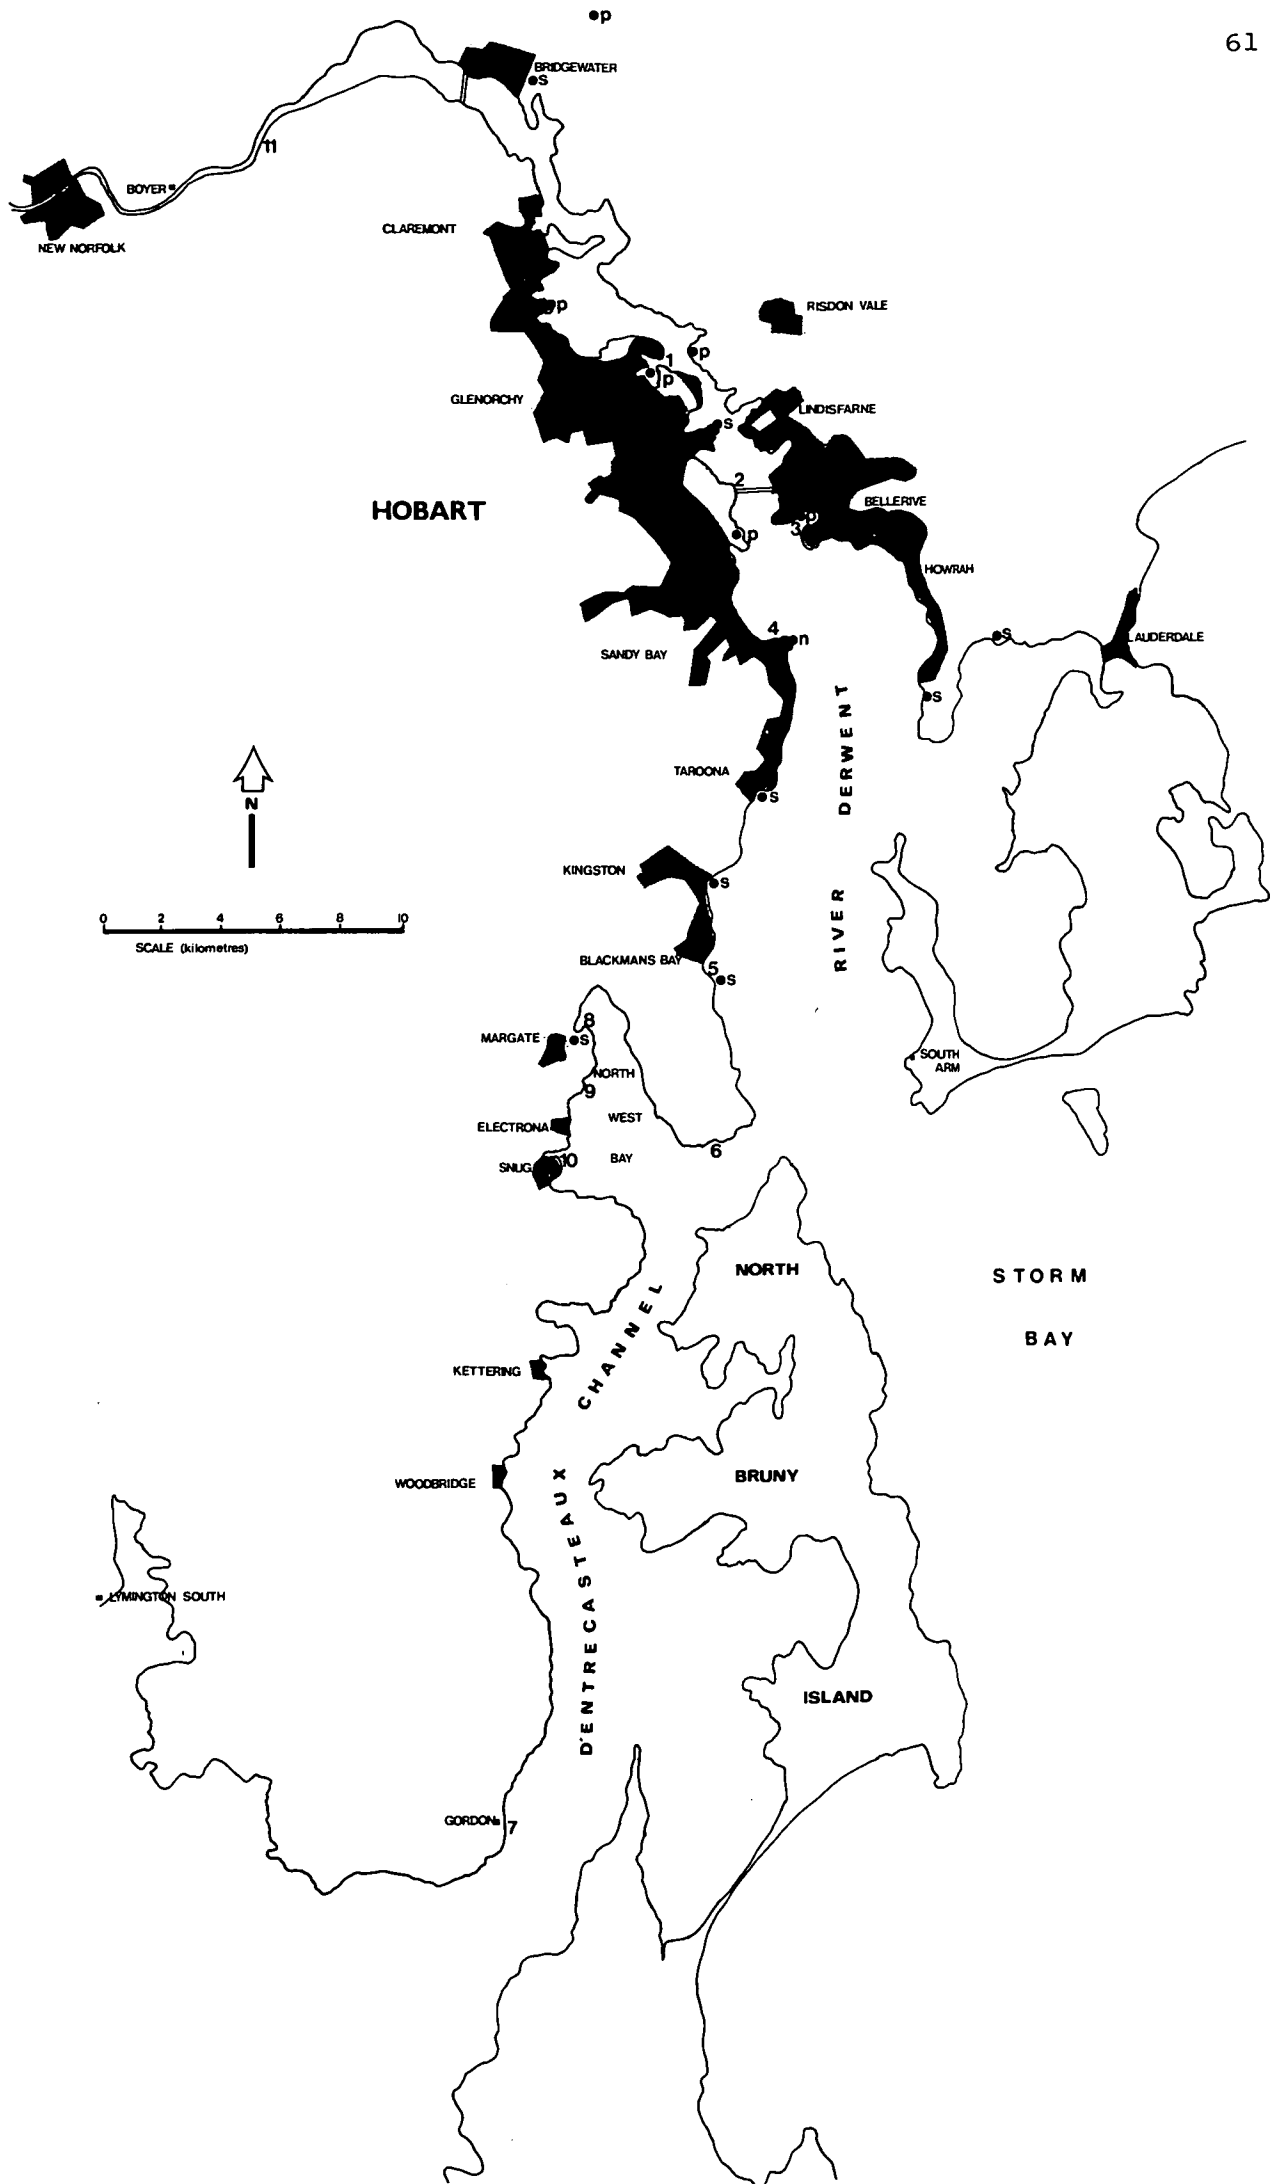 61
p
BRIDGEWATER
s
11
BOYER
NEW NORFOLK
CLAREMONT
p
RISDON VALE
1
p
p
GLENORCHY
LINDISFARNE
s
2
BELLERIVE
HOBART
p
3
p
HOWRAH
4
n
s
LAUDERDALE
SANDY BAY
s
TAROONA
s
RIVER DERWENT
N
KINGSTON
s
0 2 4 6 8 10
SCALE (kilometres)
BLACKMANS BAY
5
s
8
MARGATE
s
SOUTH
ARM
NORTH
9
WEST
ELECTRONA
6
BAY
SNUG
10
NORTH
STORM
BAY
KETTERING
D'ENTRECASTEAUX CHANNEL
BRUNY
WOODBRIDGE
LYMINGTON SOUTH
ISLAND
GORDON
7